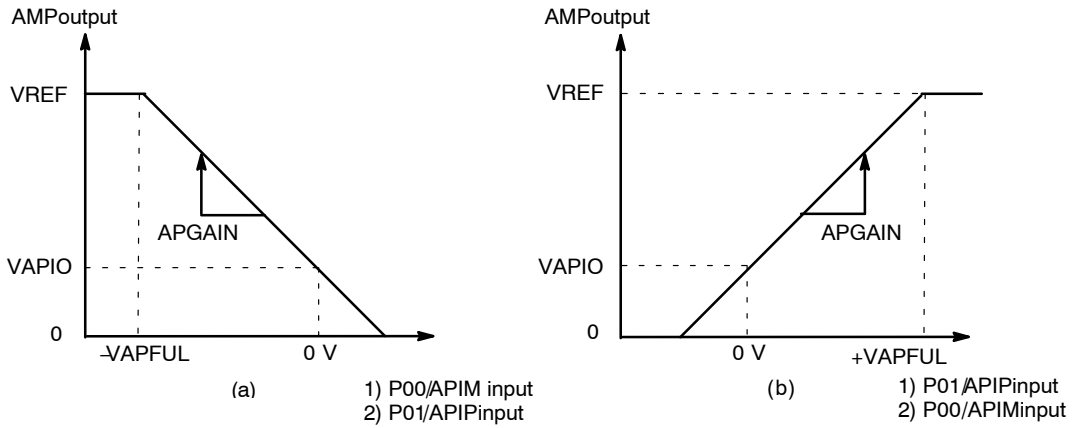 AMPoutput
VREF
APGAIN
VAPIO
0
–VAPFUL
0 V
(a)
1) P00/APIM input
2) P01/APIPinput
AMPoutput
VREF
APGAIN
VAPIO
0
0 V
+VAPFUL
(b)
1) P01/APIPinput
2) P00/APIMinput